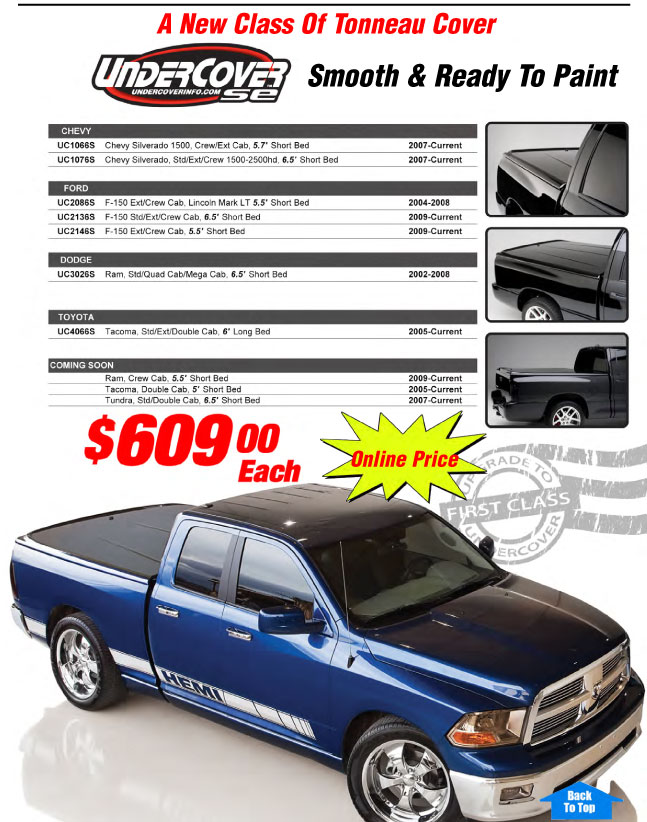 A New Class Of Tonneau Cover
UNDERCOVER
UNDERCOVERINFO.COM
SE
Smooth & Ready To Paint
CHEVY
UC1066S Chevy Silverado 1500, Crew/Ext Cab, 5.7' Short Bed 2007-Current
UC1076S Chevy Silverado, Std/Ext/Crew 1500-2500hd, 6.5' Short Bed 2007-Current
FORD
UC2086S F-150 Ext/Crew Cab, Lincoln Mark LT 5.5' Short Bed 2004-2008
UC2136S F-150 Std/Ext/Crew Cab, 6.5' Short Bed 2009-Current
UC2146S F-150 Ext/Crew Cab, 5.5' Short Bed 2009-Current
DODGE
UC3026S Ram, Std/Quad Cab/Mega Cab, 6.5' Short Bed 2002-2008
TOYOTA
UC4066S Tacoma, Std/Ext/Double Cab, 6' Long Bed 2005-Current
COMING SOON
Ram, Crew Cab, 5.5' Short Bed 2009-Current
Tacoma, Double Cab, 5' Short Bed 2005-Current
Tundra, Std/Double Cab, 6.5' Short Bed 2007-Current
$609 00
Each
Online Price
UPGRADE TO
FIRST CLASS
UNDERCOVER
HEMI
Back
To Top